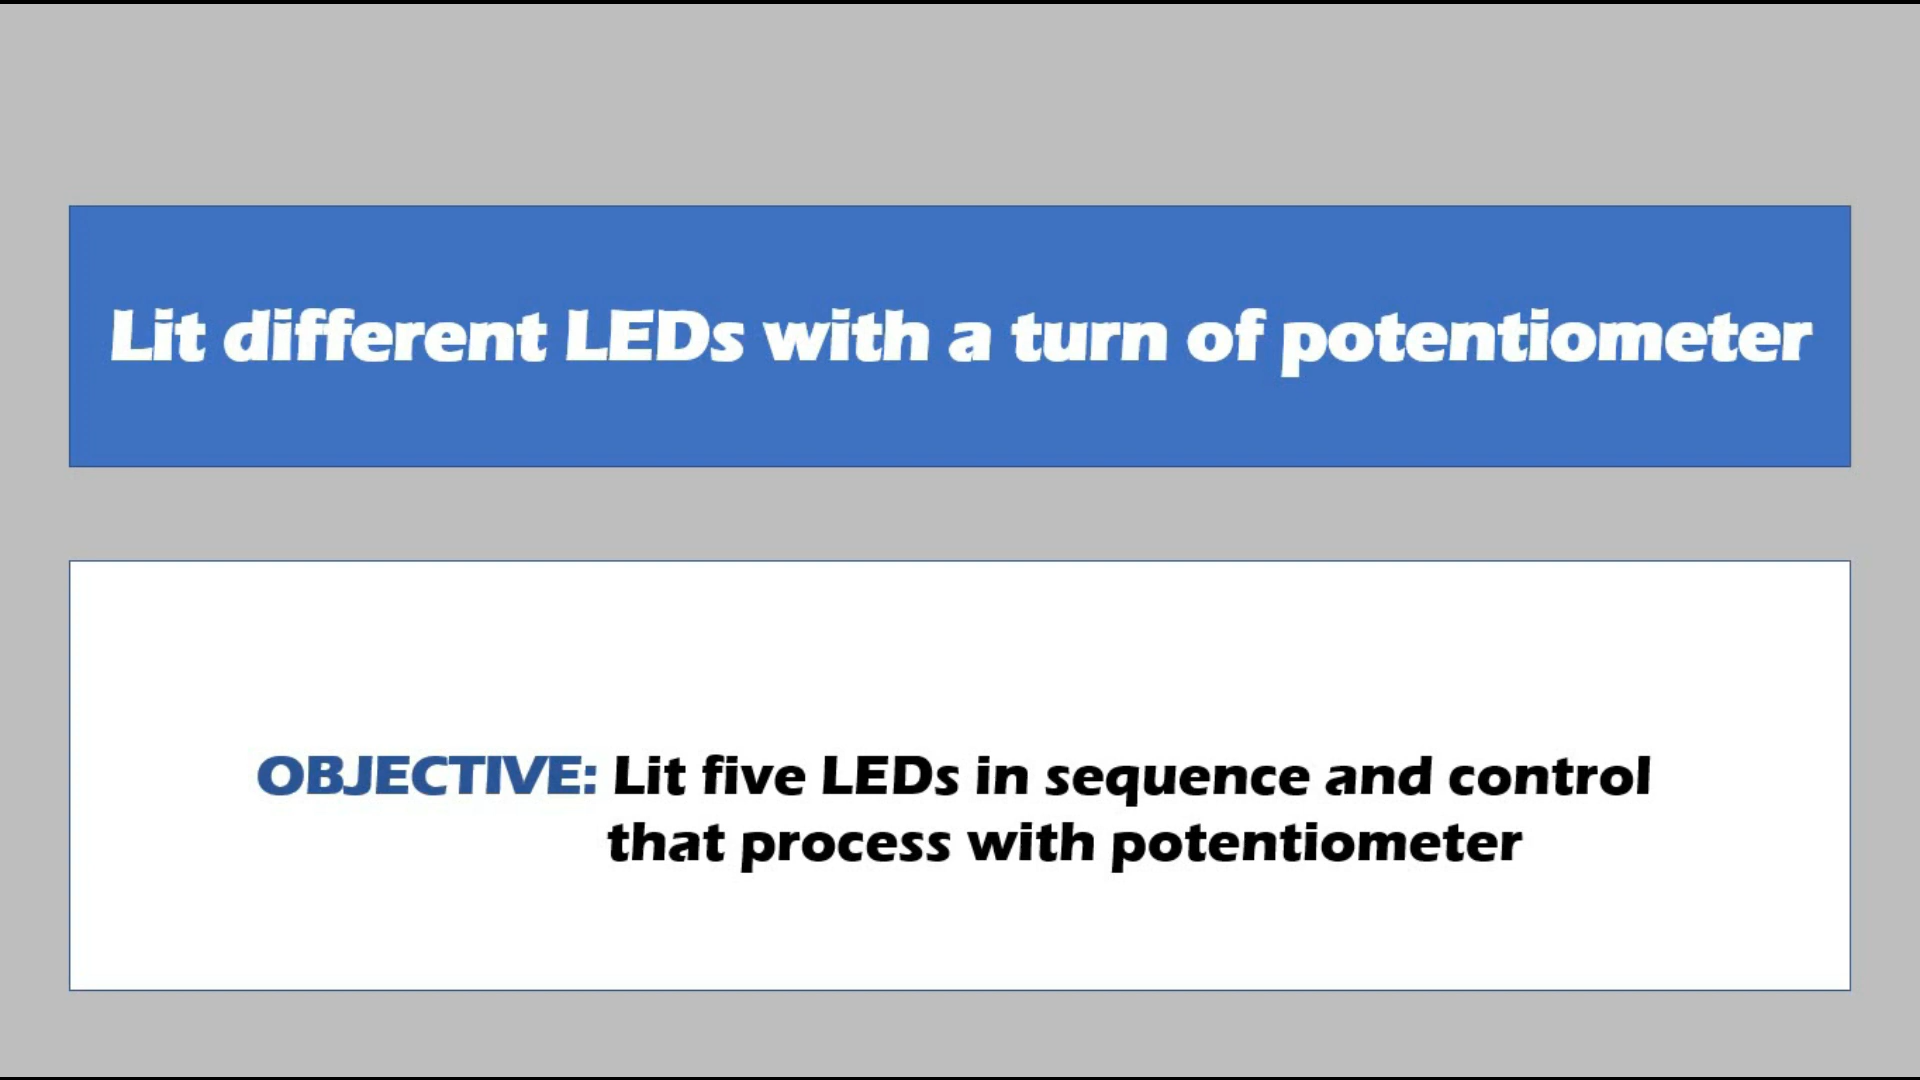 Lit different LEDs with a turn of potentiometer
OBJECTIVE: Lit five LEDs in sequence and control
that process with potentiometer